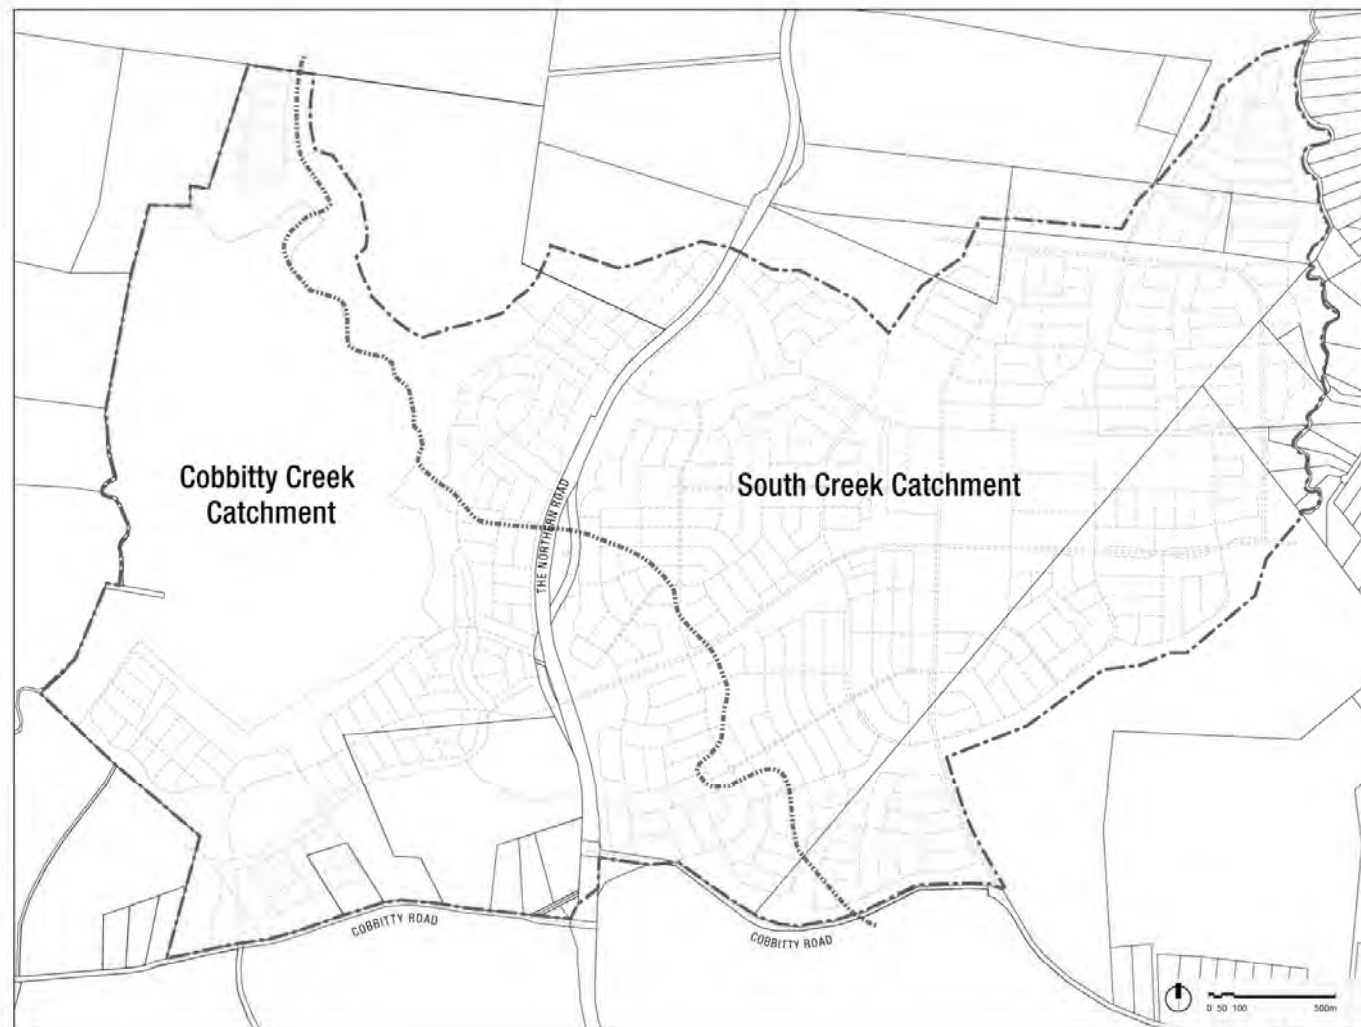 Cobbitty Creek
Catchment
South Creek Catchment
THE NORTHERN ROAD
COBBITTY ROAD
COBBITTY ROAD
0 50 100 500m